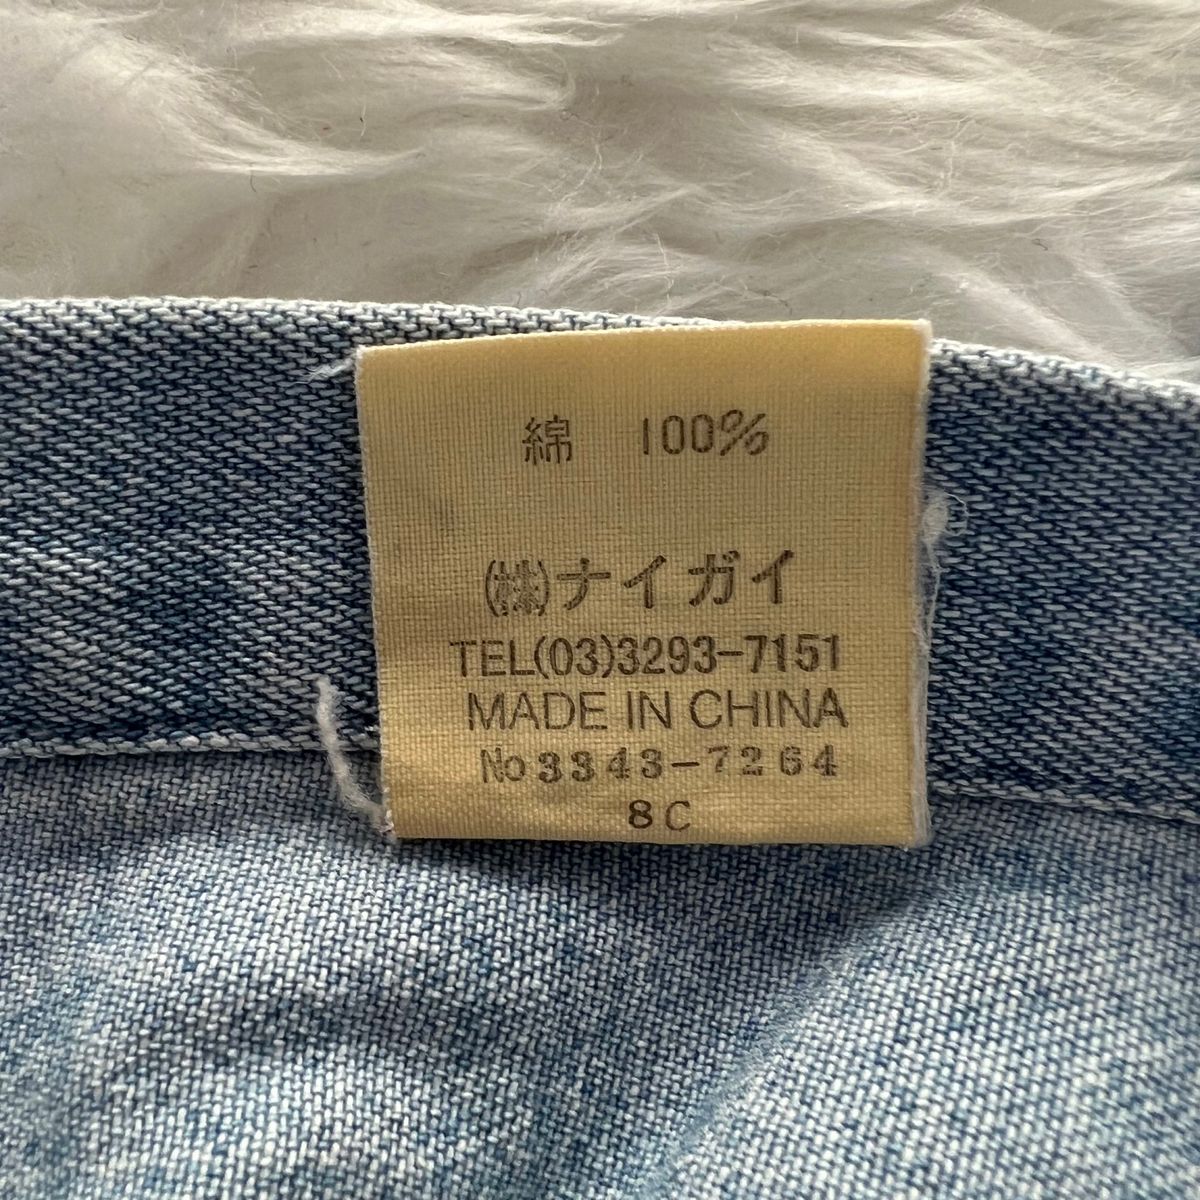 綿 100%
(株)ナイガイ
TEL(03)3293-7151
MADE IN CHINA
No3343-7264
8C